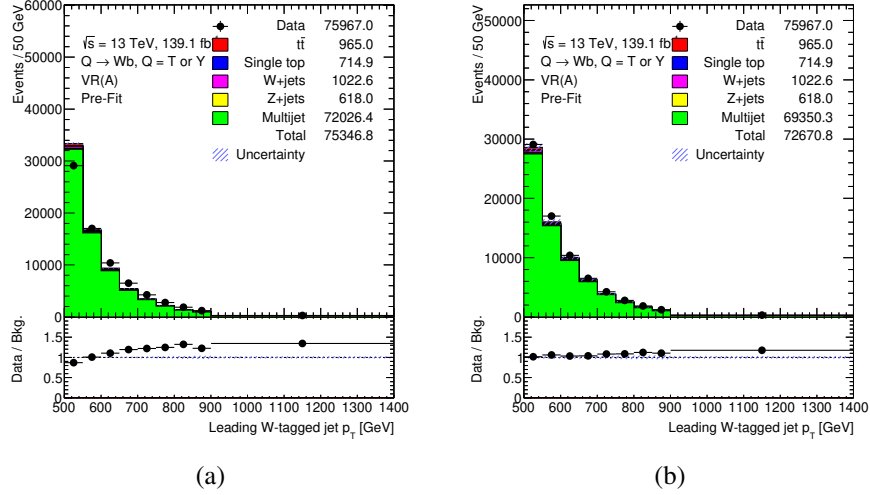 Events / 50 GeV
60000
50000
40000
30000
20000
10000
0
√s = 13 TeV, 139.1 fb
Q → Wb, Q = T or Y
VR(A)
Pre-Fit
Data 75967.0
tt̄ 965.0
Single top 714.9
W+jets 1022.6
Z+jets 618.0
Multijet 72026.4
Total 75346.8
Uncertainty
Data / Bkg.
1.5
1
0.5
0
500 600 700 800 900 1000 1100 1200 1300 1400
Leading W-tagged jet p_T [GeV]
(a)
Events / 50 GeV
50000
40000
30000
20000
10000
0
√s = 13 TeV, 139.1 fb
Q → Wb, Q = T or Y
VR(A)
Pre-Fit
Data 75967.0
tt̄ 965.0
Single top 714.9
W+jets 1022.6
Z+jets 618.0
Multijet 69350.3
Total 72670.8
Uncertainty
Data / Bkg.
1.5
1
0.5
0
500 600 700 800 900 1000 1100 1200 1300 1400
Leading W-tagged jet p_T [GeV]
(b)